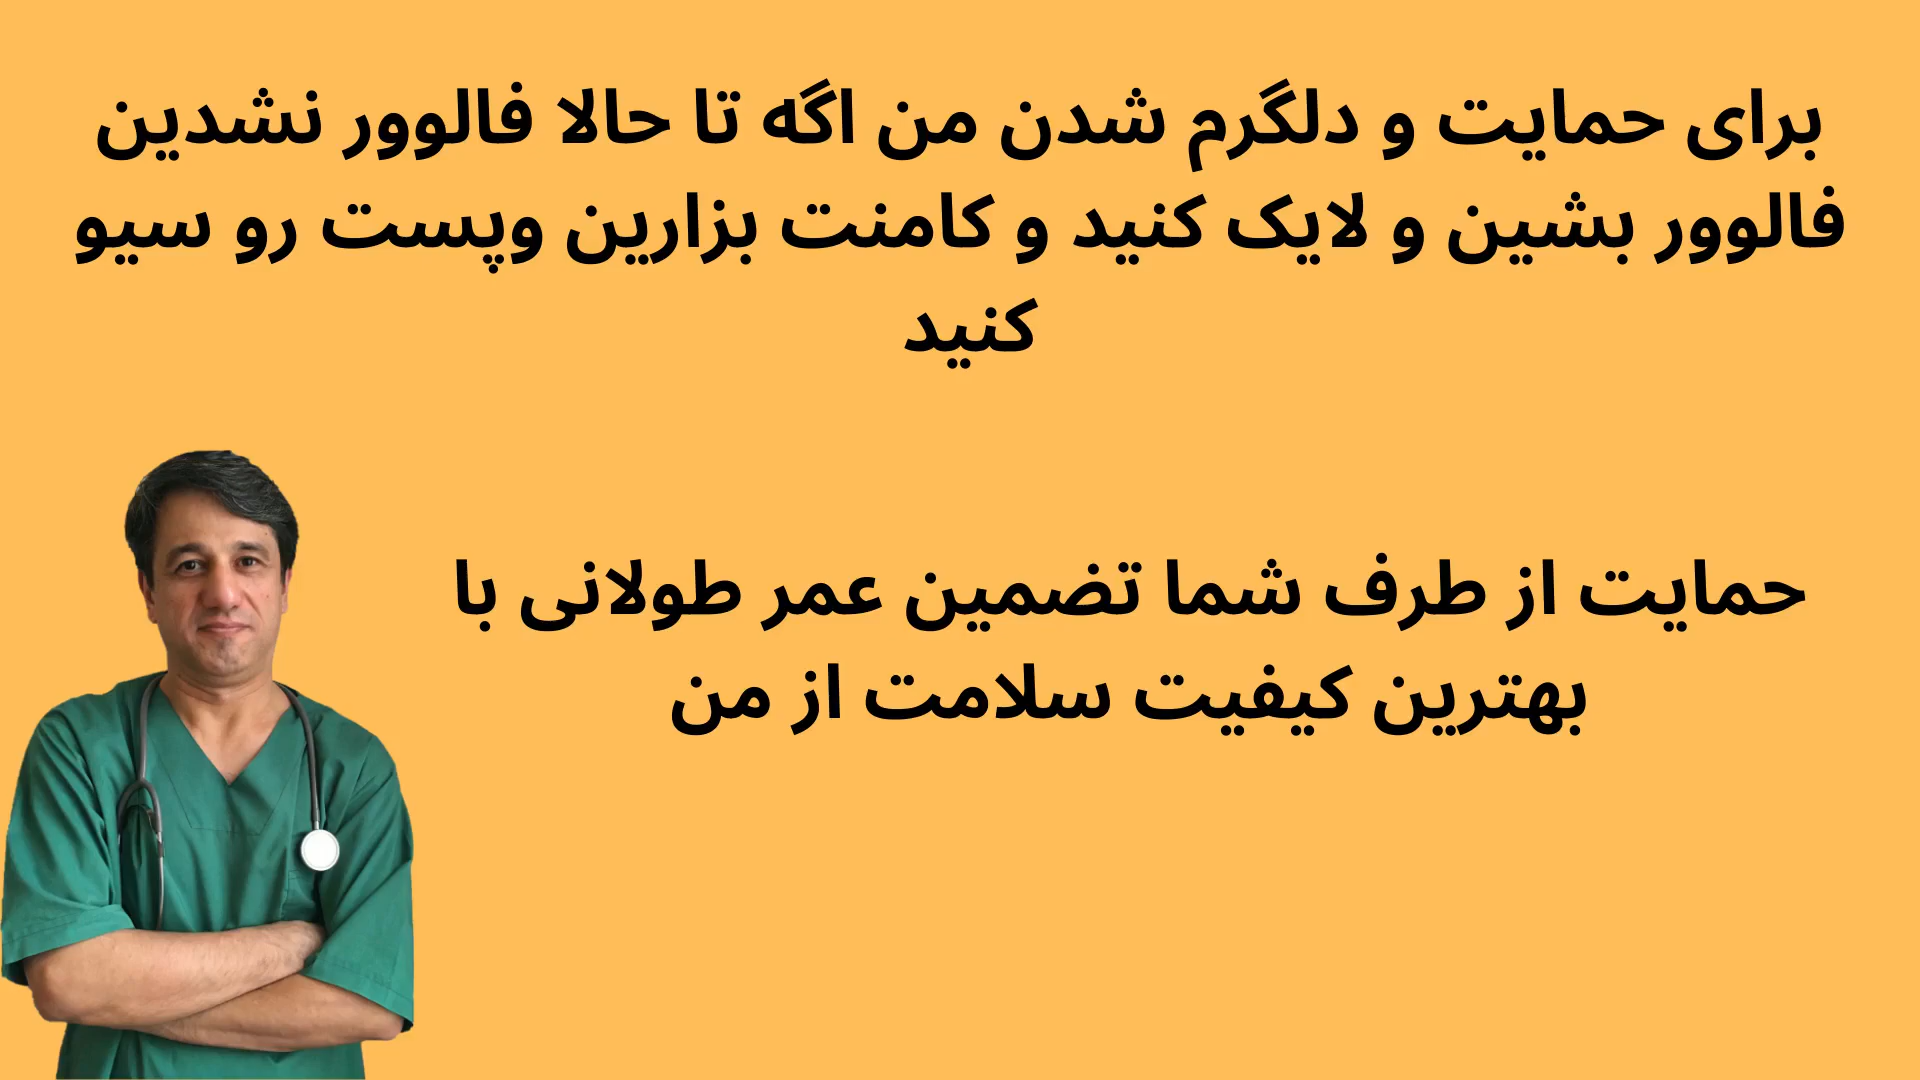 برای حمایت و دلگرم شدن من اگه تا حالا فالوور نشدین
فالوور بشین و لایک کنید و کامنت بزارین وپست رو سیو
کنید
حمایت از طرف شما تضمین عمر طولانی با
بهترین کیفیت سلامت از من